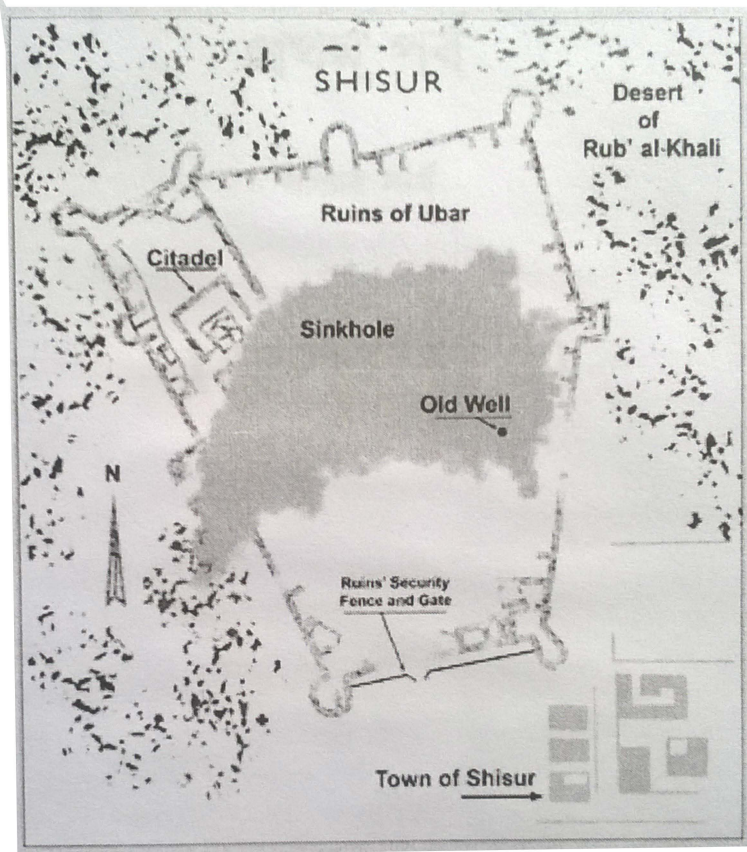 SHISUR
Desert
of
Rub' al-Khali
Ruins of Ubar
Citadel
Sinkhole
Old Well
N
Ruins' Security
Fence and Gate
Town of Shisur